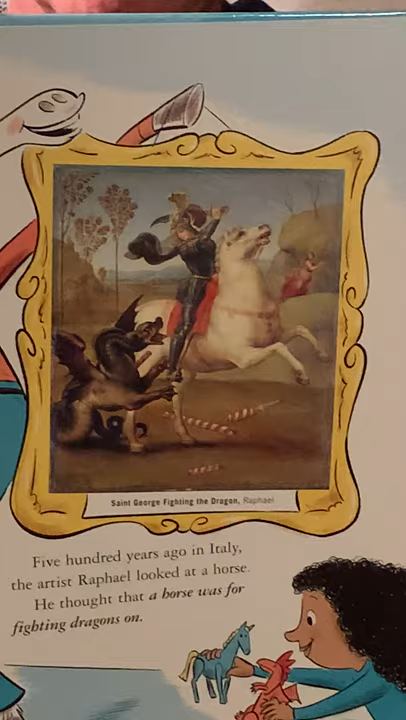 Saint George Fighting the Dragon, Raphael
Five hundred years ago in Italy,
the artist Raphael looked at a horse.
He thought that a horse was for
fighting dragons on.